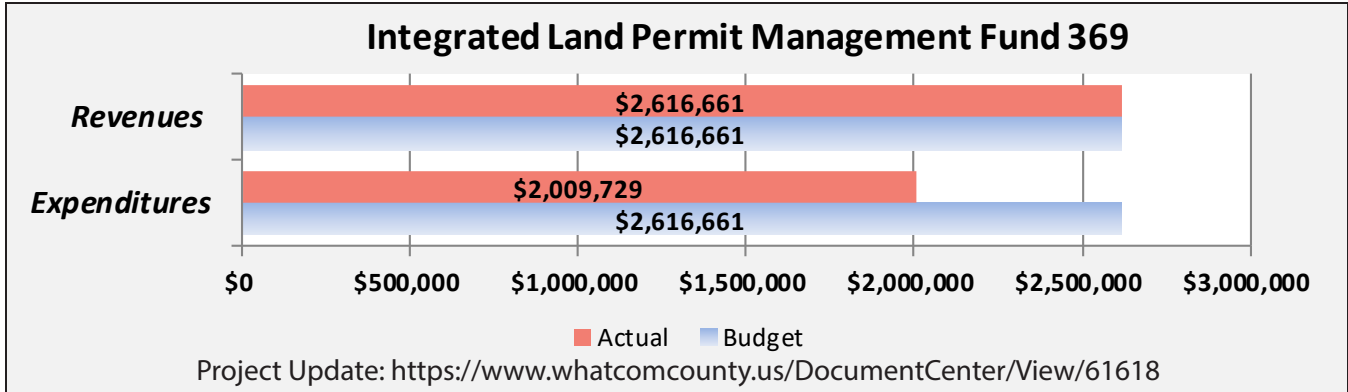 Integrated Land Permit Management Fund 369
Revenues
$2,616,661
$2,616,661
Expenditures
$2,009,729
$2,616,661
$0 $500,000 $1,000,000 $1,500,000 $2,000,000 $2,500,000 $3,000,000
Actual Budget
Project Update: https://www.whatcomcounty.us/DocumentCenter/View/61618